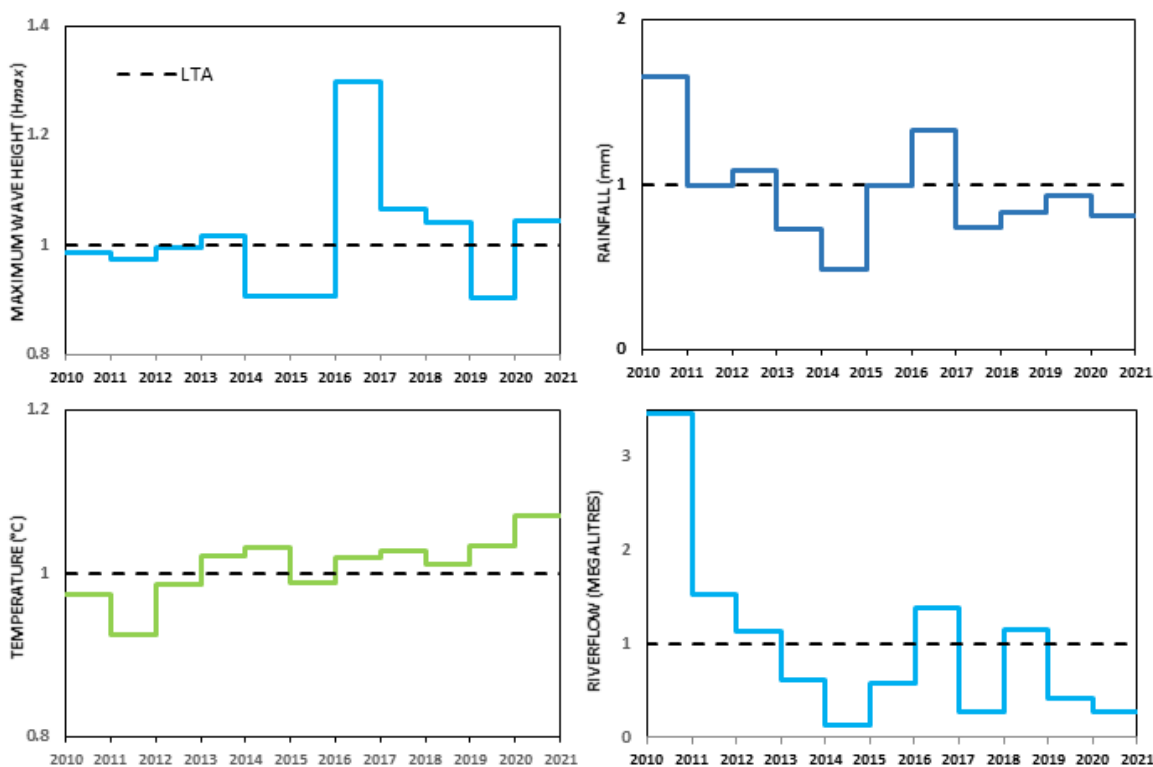 MAXIMUM WAVE HEIGHT (Hmax)
1.4
1.2
1
0.8
LTA
2010 2011 2012 2013 2014 2015 2016 2017 2018 2019 2020 2021
RAINFALL (mm)
2
1
0
2010 2011 2012 2013 2014 2015 2016 2017 2018 2019 2020 2021
TEMPERATURE (°C)
1.2
1
0.8
2010 2011 2012 2013 2014 2015 2016 2017 2018 2019 2020 2021
RIVERFLOW (MEGALITRES)
3
2
1
0
2010 2011 2012 2013 2014 2015 2016 2017 2018 2019 2020 2021